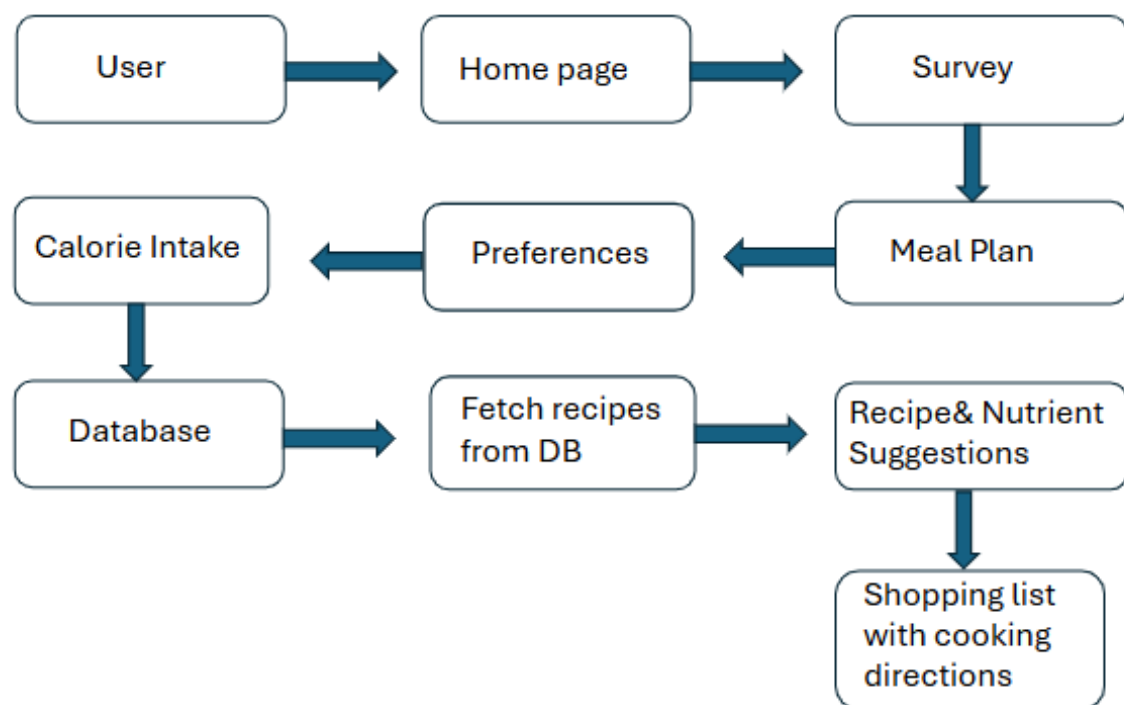 User
Home page
Survey
Calorie Intake
Preferences
Meal Plan
Database
Fetch recipes
from DB
Recipe& Nutrient
Suggestions
Shopping list
with cooking
directions